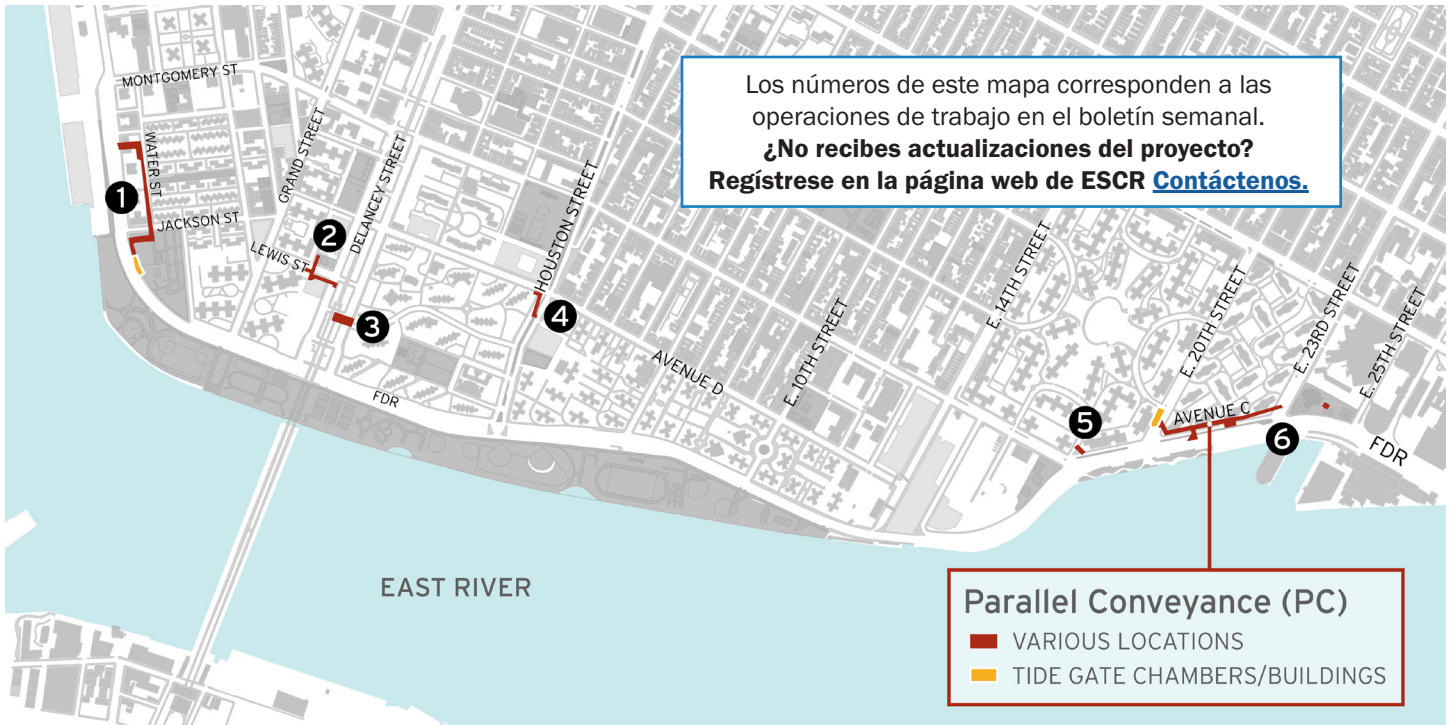 Los números de este mapa corresponden a las
operaciones de trabajo en el boletín semanal.
¿No recibes actualizaciones del proyecto?
Regístrese en la página web de ESCR Contáctenos.
MONTGOMERY ST
WATER ST
1
JACKSON ST
GRAND STREET
2
LEWIS ST
DELANCEY STREET
3
HOUSTON STREET
4
FDR
AVENUE D
E. 10TH STREET
E. 14TH STREET
E. 20TH STREET
E. 23RD STREET
E. 25TH STREET
5
AVENUE C
6
FDR
EAST RIVER
Parallel Conveyance (PC)
VARIOUS LOCATIONS
TIDE GATE CHAMBERS/BUILDINGS